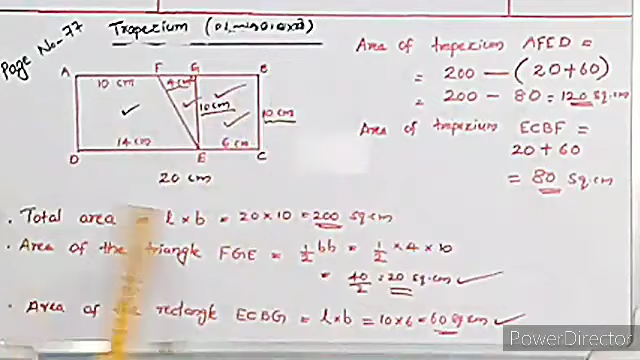 Page No-77
Trapezium
A F G B
10 cm 4 cm
10 cm 10 cm
14 cm 6 cm
D E C
20 cm
Area of trapezium AFED =
= 200 - (20+60)
= 200 - 80 = 120 sq.cm
Area of trapezium ECBF =
20 + 60
= 80 sq.cm
. Total area = l x b = 20 x 10 = 200 sq cm
. Area of the triangle FGE = 1/2 bh = 1/2 x 4 x 10
= 40/2 = 20 sq.cm
. Area of the rectangle ECBG = l x b = 10 x 6 = 60 sq cm
PowerDirector